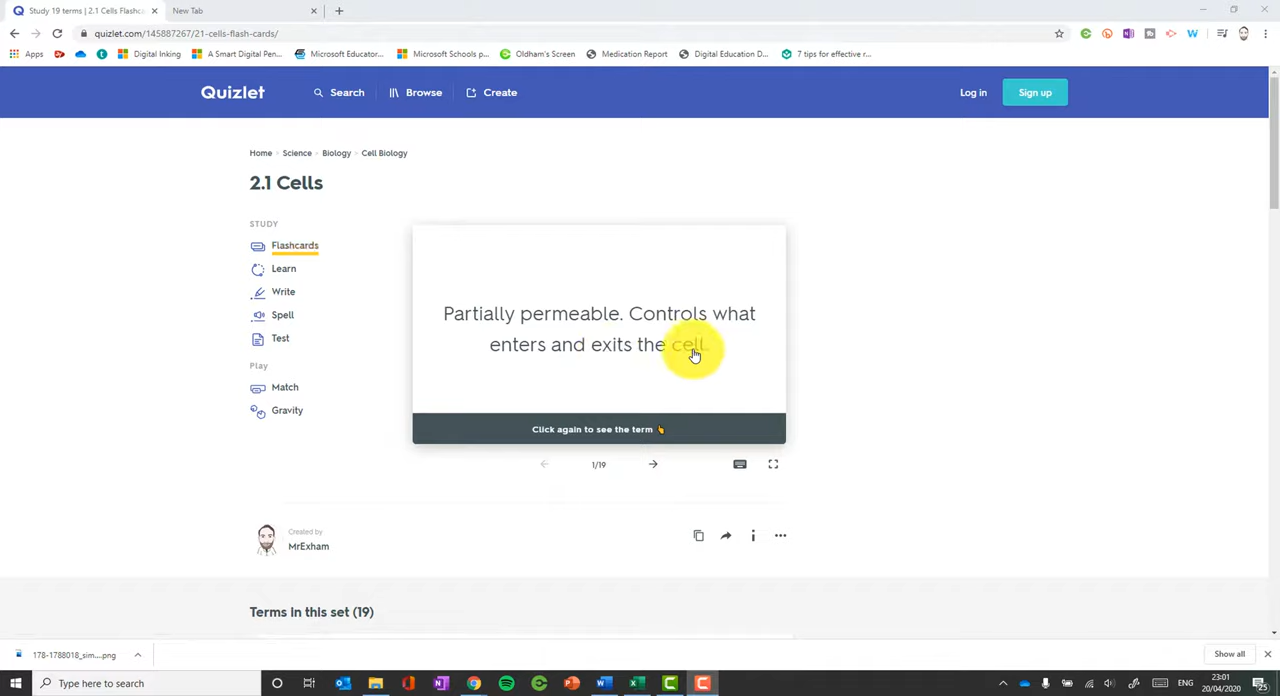 Study 19 terms | 2.1 Cells Flashc
New Tab
quizlet.com/145887267/21-cells-flash-cards/
Apps
Digital Inking
A Smart Digital Pen...
Microsoft Educator...
Microsoft Schools p...
Oldham's Screen
Medication Report
Digital Education D...
7 tips for effective r...
Quizlet
Search
Browse
Create
Log in
Sign up
Home
Science
Biology
Cell Biology
2.1 Cells
STUDY
Flashcards
Learn
Write
Spell
Test
Play
Match
Gravity
Partially permeable. Controls what
enters and exits the cell.
Click again to see the term
1/19
Created by
MrExham
Terms in this set (19)
178-1788018_sim....png
Show all
Type here to search
ENG
23:01
20/04/2020
25